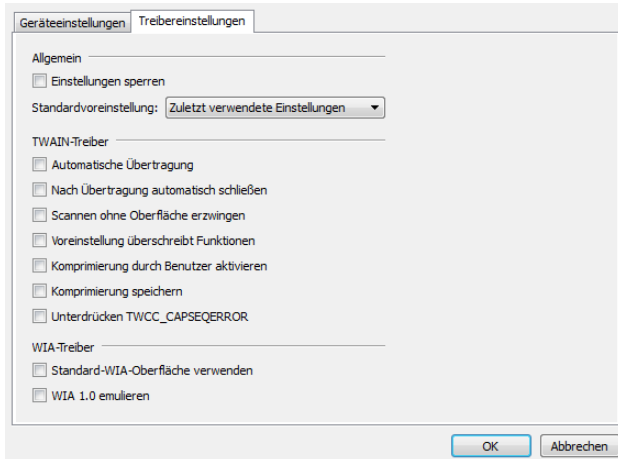 Geräteeinstellungen Treibereinstellungen
Allgemein
Einstellungen sperren
Standardvoreinstellung: Zuletzt verwendete Einstellungen
TWAIN-Treiber
Automatische Übertragung
Nach Übertragung automatisch schließen
Scannen ohne Oberfläche erzwingen
Voreinstellung überschreibt Funktionen
Komprimierung durch Benutzer aktivieren
Komprimierung speichern
Unterdrücken TWCC_CAPSEQERROR
WIA-Treiber
Standard-WIA-Oberfläche verwenden
WIA 1.0 emulieren
OK Abbrechen